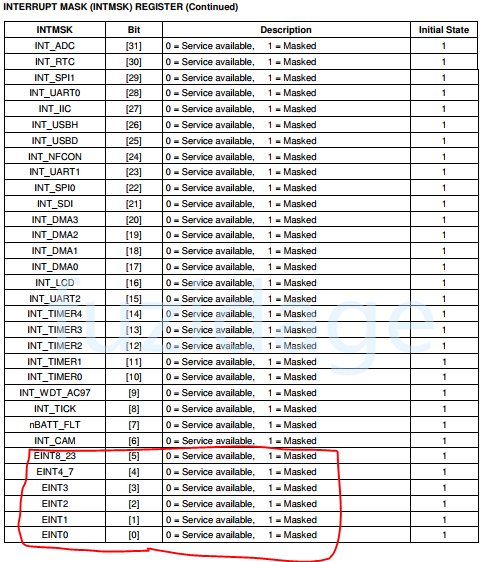 INTERRUPT MASK (INTMSK) REGISTER (Continued)
INTMSK Bit Description Initial State
INT_ADC [31] 0 = Service available, 1 = Masked 1
INT_RTC [30] 0 = Service available, 1 = Masked 1
INT_SPI1 [29] 0 = Service available, 1 = Masked 1
INT_UART0 [28] 0 = Service available, 1 = Masked 1
INT_IIC [27] 0 = Service available, 1 = Masked 1
INT_USBH [26] 0 = Service available, 1 = Masked 1
INT_USBD [25] 0 = Service available, 1 = Masked 1
INT_NFCON [24] 0 = Service available, 1 = Masked 1
INT_UART1 [23] 0 = Service available, 1 = Masked 1
INT_SPI0 [22] 0 = Service available, 1 = Masked 1
INT_SDI [21] 0 = Service available, 1 = Masked 1
INT_DMA3 [20] 0 = Service available, 1 = Masked 1
INT_DMA2 [19] 0 = Service available, 1 = Masked 1
INT_DMA1 [18] 0 = Service available, 1 = Masked 1
INT_DMA0 [17] 0 = Service available, 1 = Masked 1
INT_LCD [16] 0 = Service available, 1 = Masked 1
INT_UART2 [15] 0 = Service available, 1 = Masked 1
INT_TIMER4 [14] 0 = Service available, 1 = Masked 1
INT_TIMER3 [13] 0 = Service available, 1 = Masked 1
INT_TIMER2 [12] 0 = Service available, 1 = Masked 1
INT_TIMER1 [11] 0 = Service available, 1 = Masked 1
INT_TIMER0 [10] 0 = Service available, 1 = Masked 1
INT_WDT_AC97 [9] 0 = Service available, 1 = Masked 1
INT_TICK [8] 0 = Service available, 1 = Masked 1
nBATT_FLT [7] 0 = Service available, 1 = Masked 1
INT_CAM [6] 0 = Service available, 1 = Masked 1
EINT8_23 [5] 0 = Service available, 1 = Masked 1
EINT4_7 [4] 0 = Service available, 1 = Masked 1
EINT3 [3] 0 = Service available, 1 = Masked 1
EINT2 [2] 0 = Service available, 1 = Masked 1
EINT1 [1] 0 = Service available, 1 = Masked 1
EINT0 [0] 0 = Service available, 1 = Masked 1